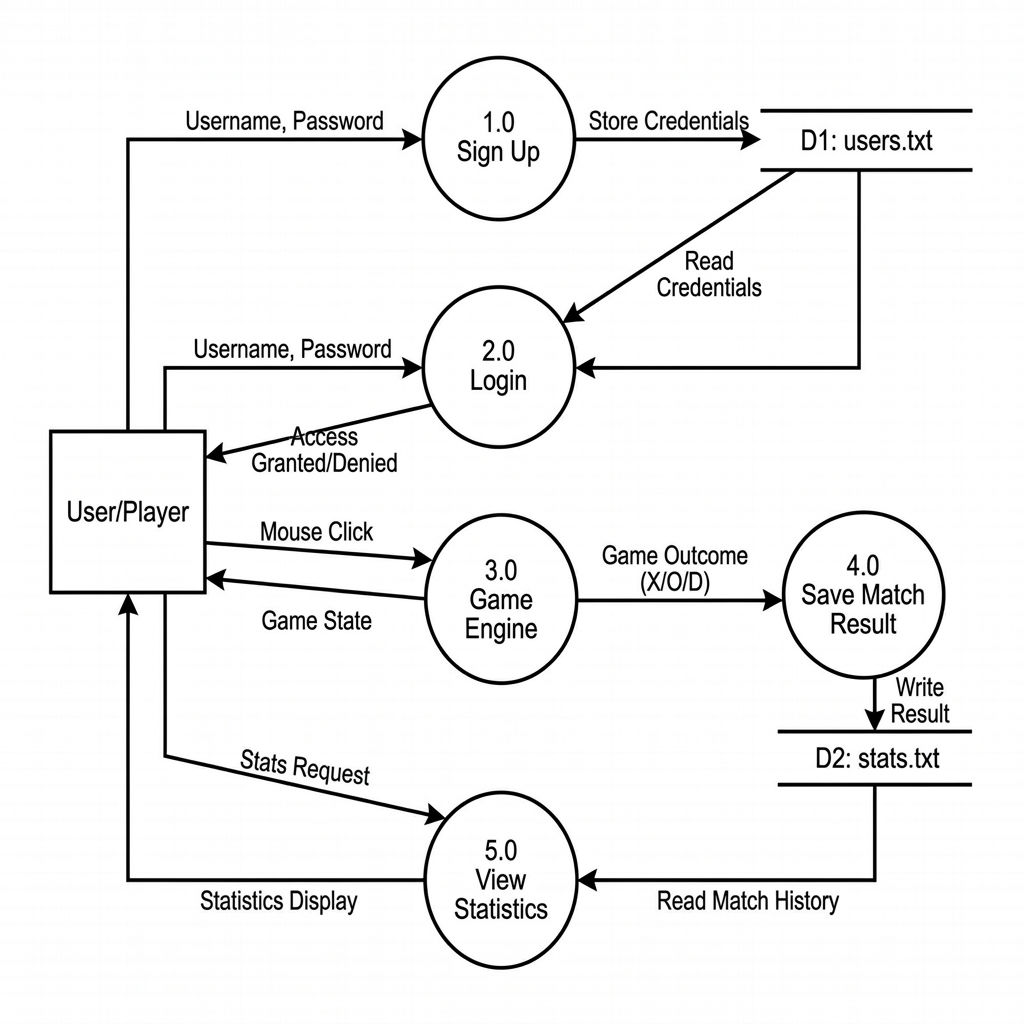 Username, Password
1.0
Sign Up
Store Credentials
D1: users.txt
Read
Credentials
Username, Password
2.0
Login
Access
Granted/Denied
User/Player
Mouse Click
Game State
3.0
Game
Engine
Game Outcome
(X/O/D)
4.0
Save Match
Result
Write
Result
D2: stats.txt
Stats Request
5.0
View
Statistics
Statistics Display
Read Match History